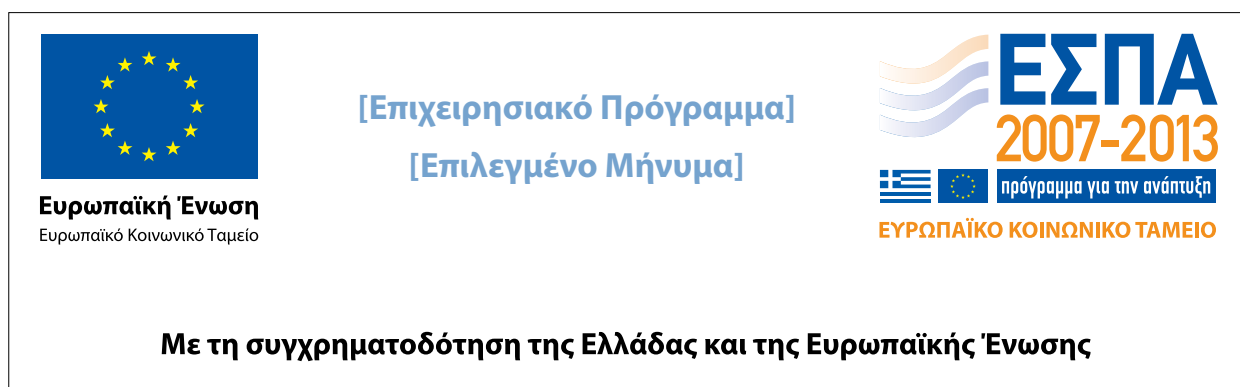 [Επιχειρησιακό Πρόγραμμα]
[Επιλεγμένο Μήνυμα]
Ευρωπαϊκή Ένωση
Ευρωπαϊκό Κοινωνικό Ταμείο
ΕΣΠΑ
2007-2013
πρόγραμμα για την ανάπτυξη
ΕΥΡΩΠΑΪΚΟ ΚΟΙΝΩΝΙΚΟ ΤΑΜΕΙΟ
Με τη συγχρηματοδότηση της Ελλάδας και της Ευρωπαϊκής Ένωσης